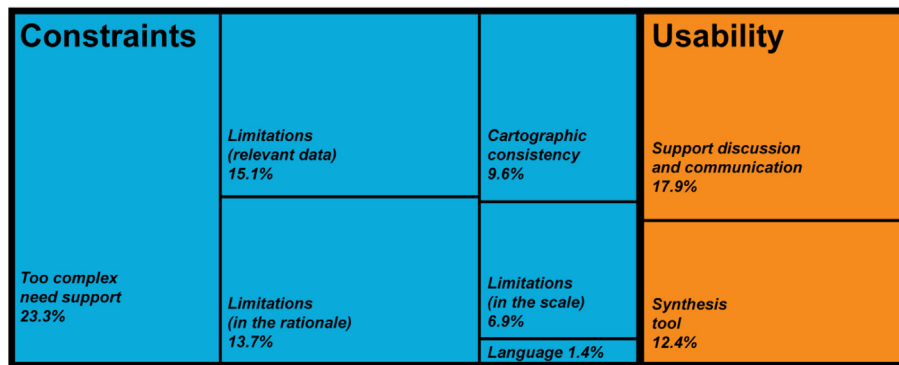 Constraints
Too complex
need support
23.3%
Limitations
(relevant data)
15.1%
Limitations
(in the rationale)
13.7%
Cartographic
consistency
9.6%
Limitations
(in the scale)
6.9%
Language 1.4%
Usability
Support discussion
and communication
17.9%
Synthesis
tool
12.4%